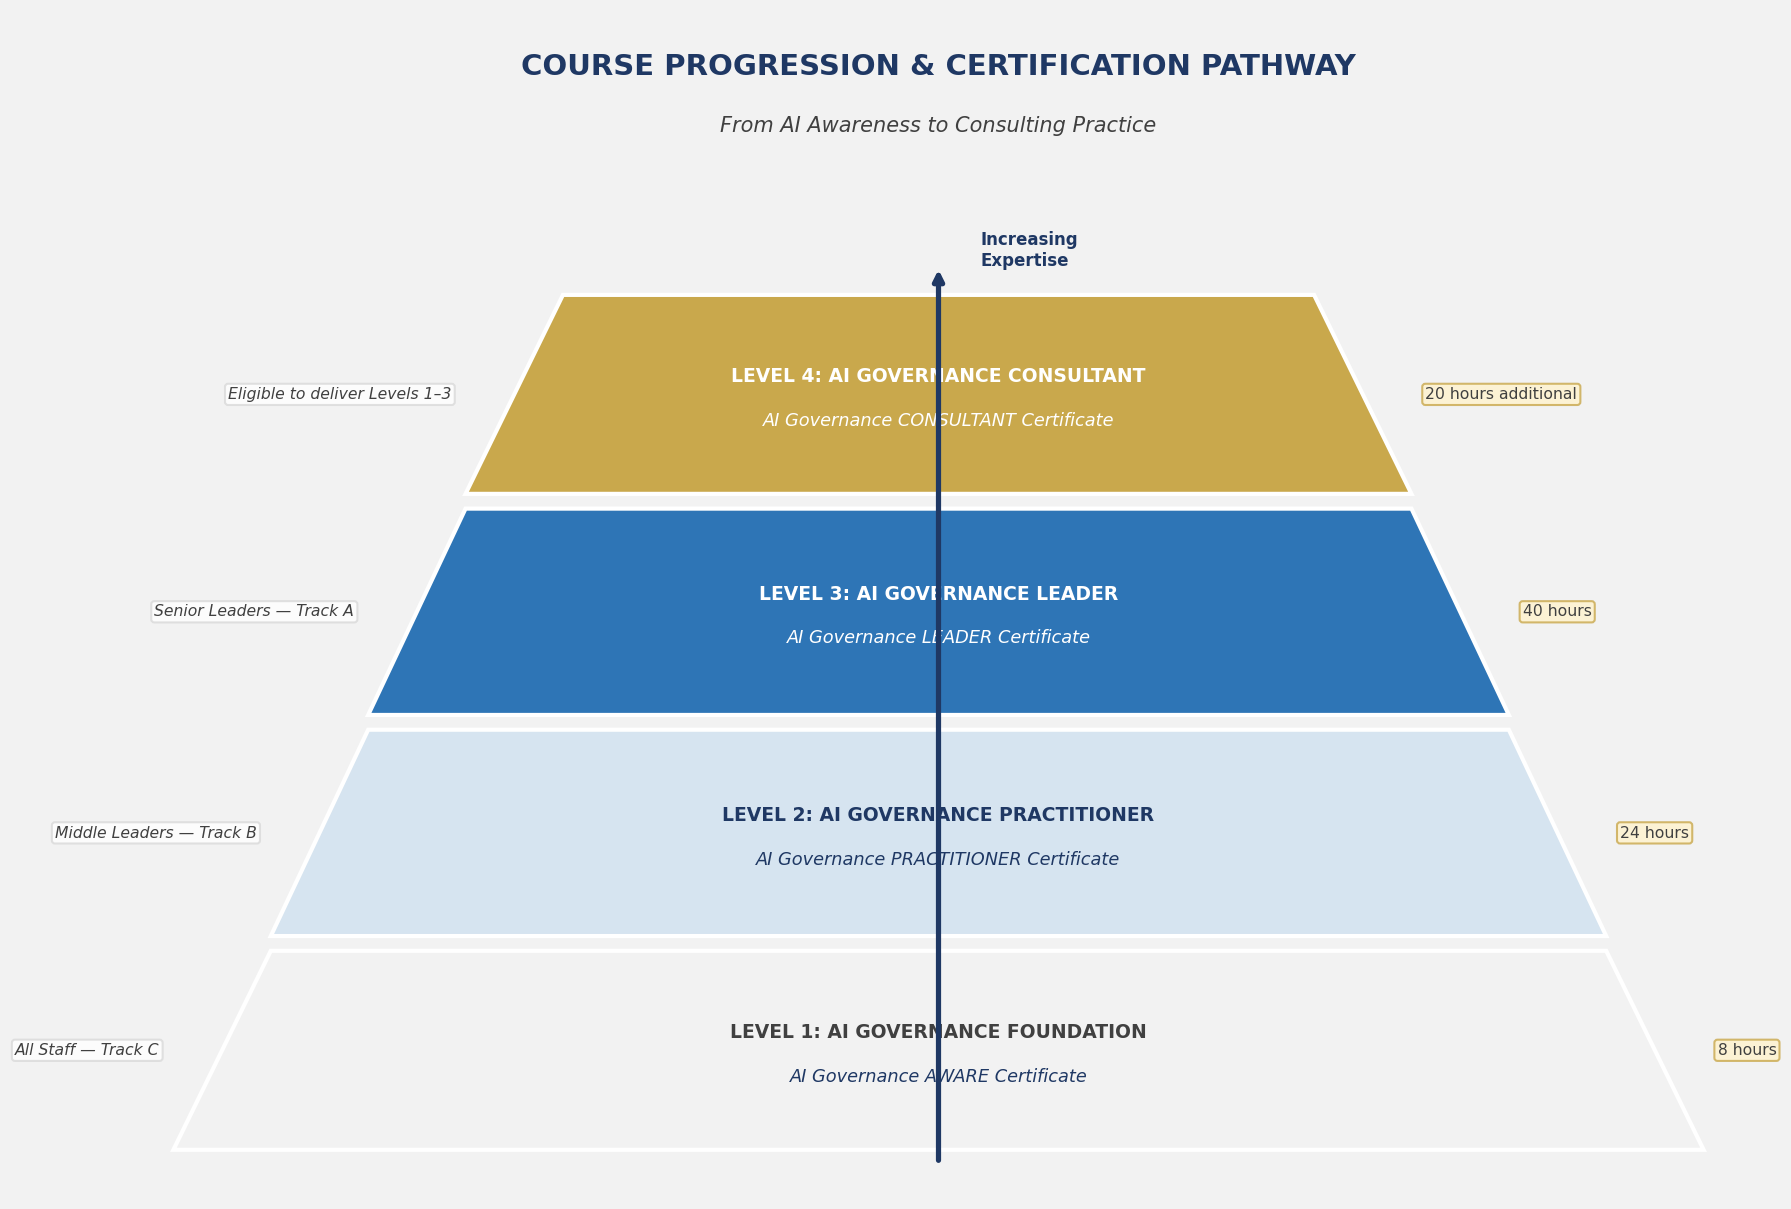 COURSE PROGRESSION & CERTIFICATION PATHWAY
From AI Awareness to Consulting Practice
Increasing
Expertise
LEVEL 4: AI GOVERNANCE CONSULTANT
Eligible to deliver Levels 1–3
20 hours additional
AI Governance CONSULTANT Certificate
LEVEL 3: AI GOVERNANCE LEADER
Senior Leaders — Track A
40 hours
AI Governance LEADER Certificate
LEVEL 2: AI GOVERNANCE PRACTITIONER
Middle Leaders — Track B
24 hours
AI Governance PRACTITIONER Certificate
LEVEL 1: AI GOVERNANCE FOUNDATION
All Staff — Track C
8 hours
AI Governance AWARE Certificate